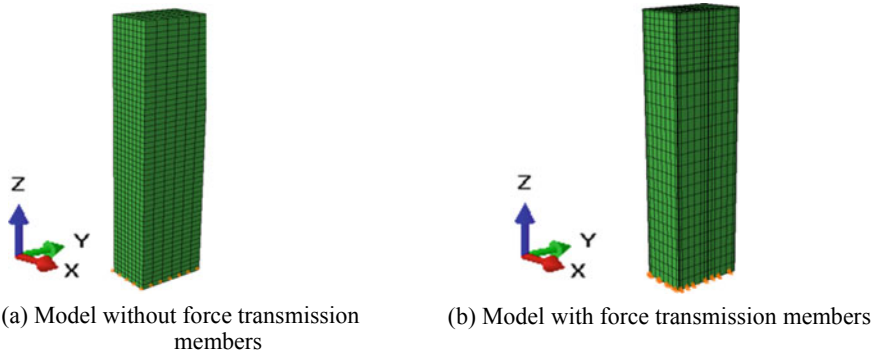 Z
Y
X
(a) Model without force transmission
members
Z
Y
X
(b) Model with force transmission members